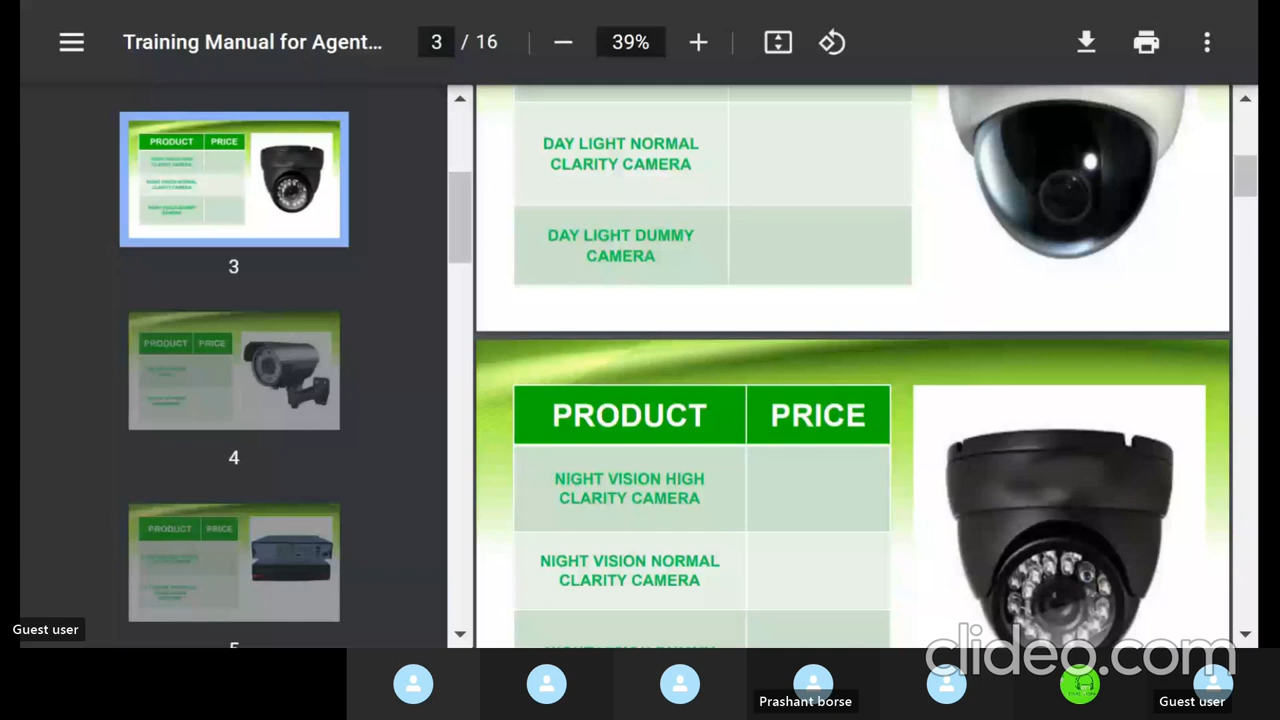 Training Manual for Agent...
3 / 16
39%
PRODUCT PRICE
3
PRODUCT PRICE
4
PRODUCT PRICE
DAY LIGHT NORMAL
CLARITY CAMERA
DAY LIGHT DUMMY
CAMERA
PRODUCT PRICE
NIGHT VISION HIGH
CLARITY CAMERA
NIGHT VISION NORMAL
CLARITY CAMERA
Guest user
clideo.com
Prashant borse
Guest user